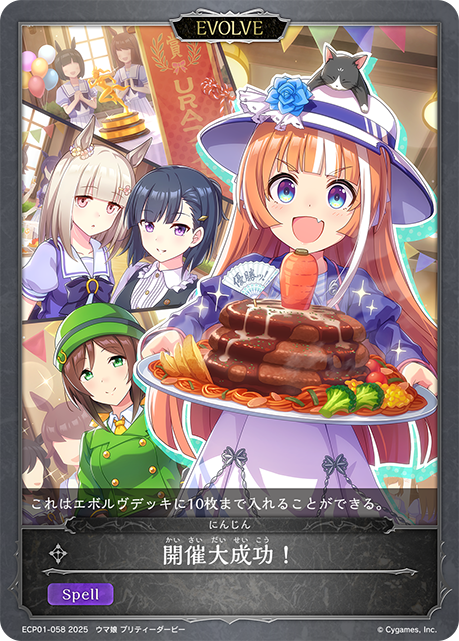 EVOLVE
賞
URA
優勝ッ!
これはエボルヴデッキに10枚まで入れることができる。
にんじん
かい さい だい せい こう
開催大成功!
Spell
ECP01-058 2025 ウマ娘 プリティーダービー
© Cygames, Inc.